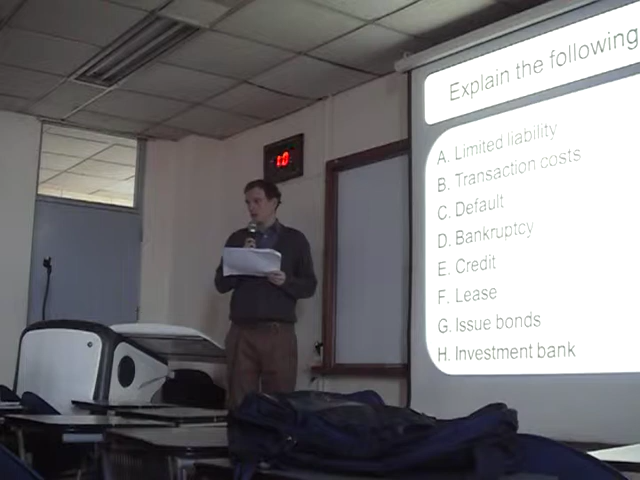 Explain the following
A. Limited liability
B. Transaction costs
C. Default
D. Bankruptcy
E. Credit
F. Lease
G. Issue bonds
H. Investment bank